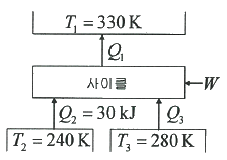 T₁ = 330 K
Q₁
사이클
W
Q₂ = 30 kJ
Q₃
T₂ = 240 K
T₃ = 280 K